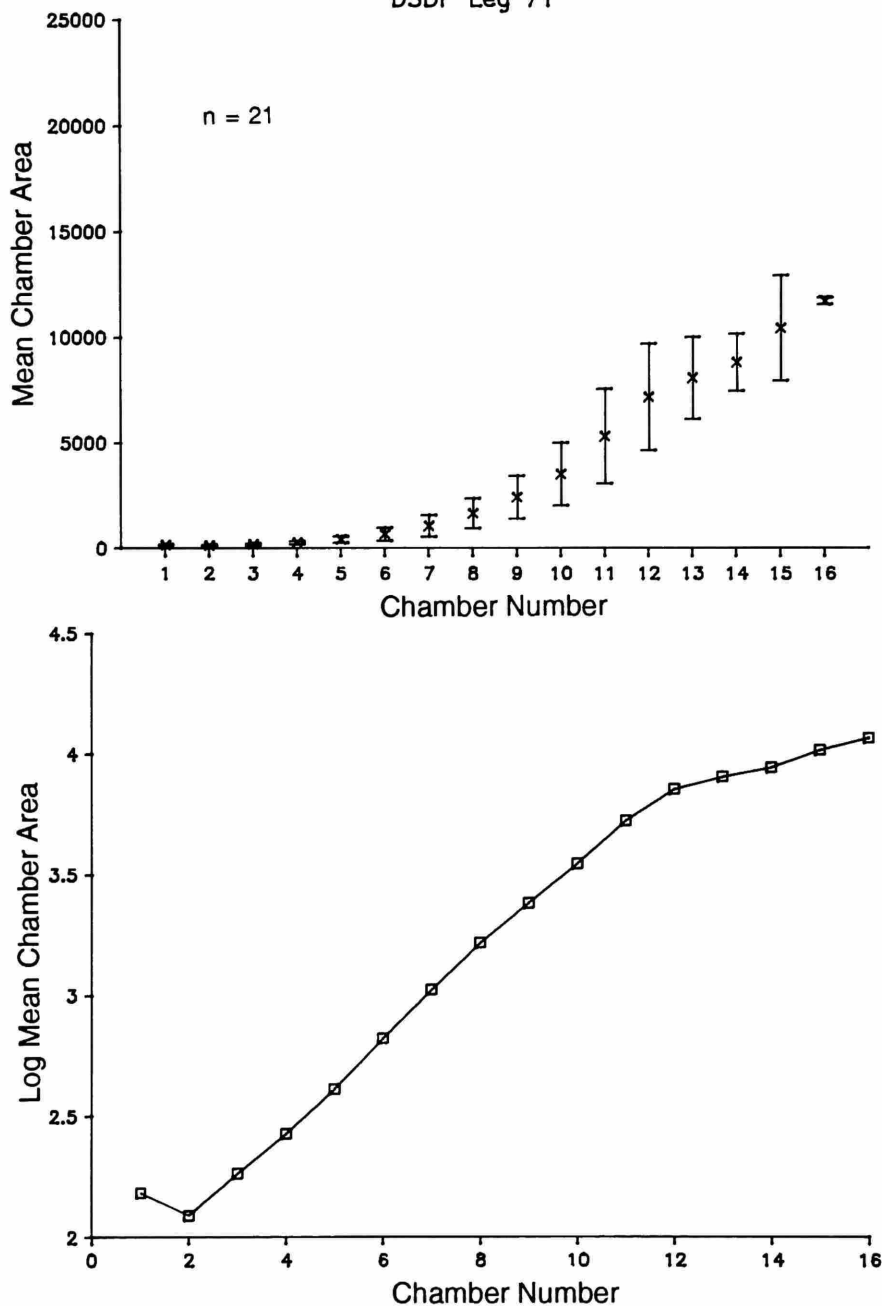 DSDP Leg 71
25000
20000
15000
10000
5000
0
n = 21
Mean Chamber Area
1 2 3 4 5 6 7 8 9 10 11 12 13 14 15 16
Chamber Number
4.5
4
3.5
3
2.5
2
Log Mean Chamber Area
0 2 4 6 8 10 12 14 16
Chamber Number